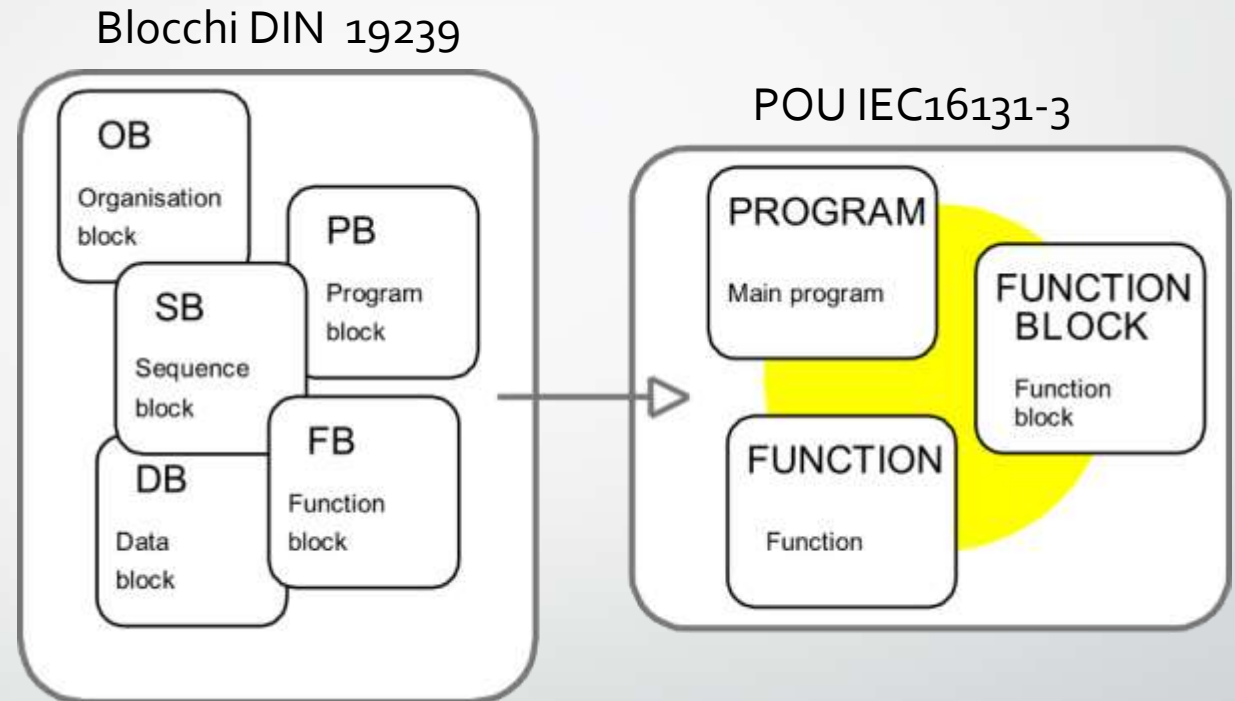 Blocchi DIN 19239
OB
Organisation
block
PB
Program
block
SB
Sequence
block
FB
Function
block
DB
Data
block
POU IEC16131-3
PROGRAM
Main program
FUNCTION
BLOCK
Function
block
FUNCTION
Function